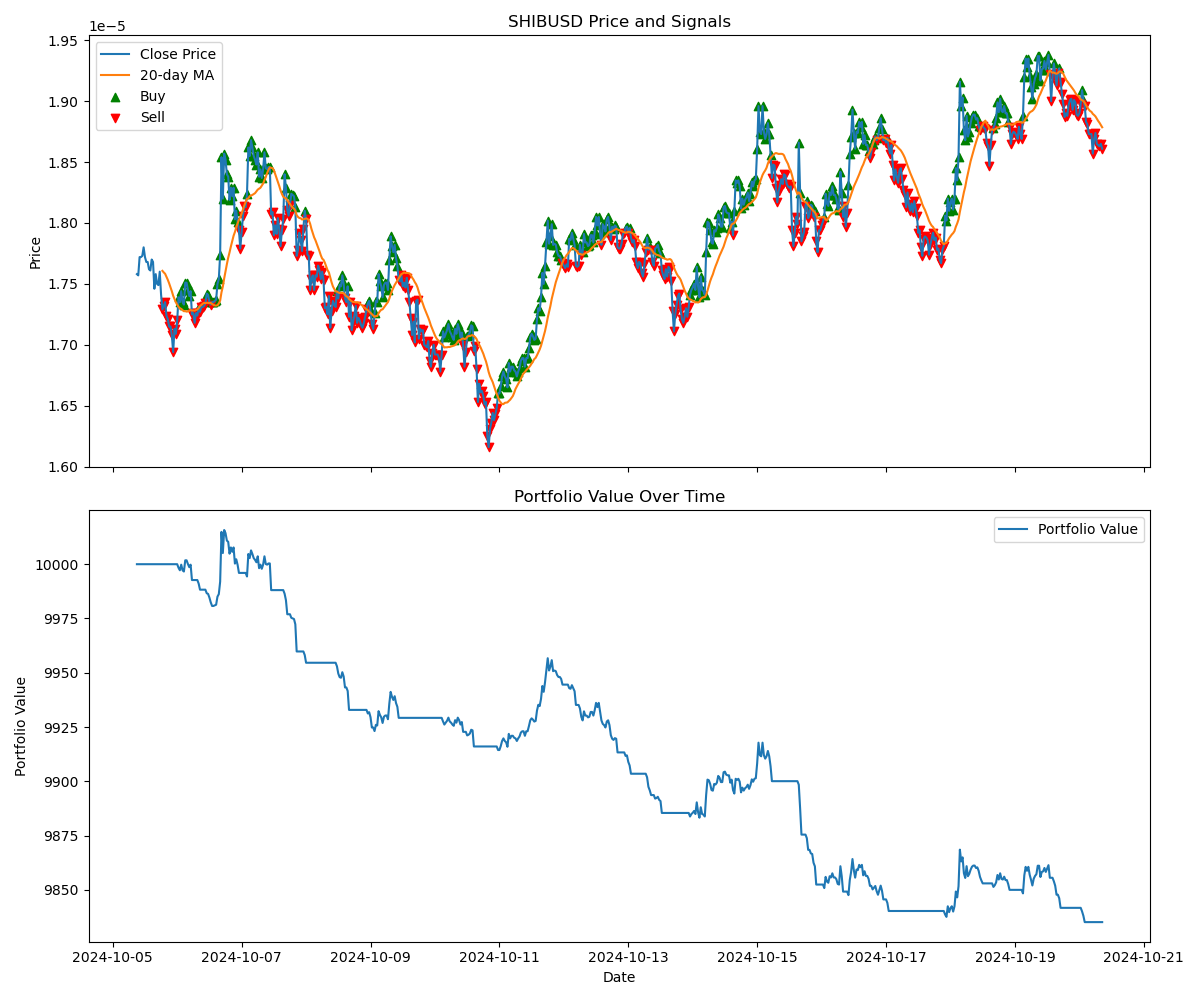 SHIBUSD Price and Signals
1e−5
Close Price
20-day MA
Buy
Sell
1.95
1.90
1.85
1.80
1.75
1.70
1.65
1.60
Price
Portfolio Value Over Time
Portfolio Value
10000
9975
9950
9925
9900
9875
9850
Portfolio Value
2024-10-05 2024-10-07 2024-10-09 2024-10-11 2024-10-13 2024-10-15 2024-10-17 2024-10-19 2024-10-21
Date